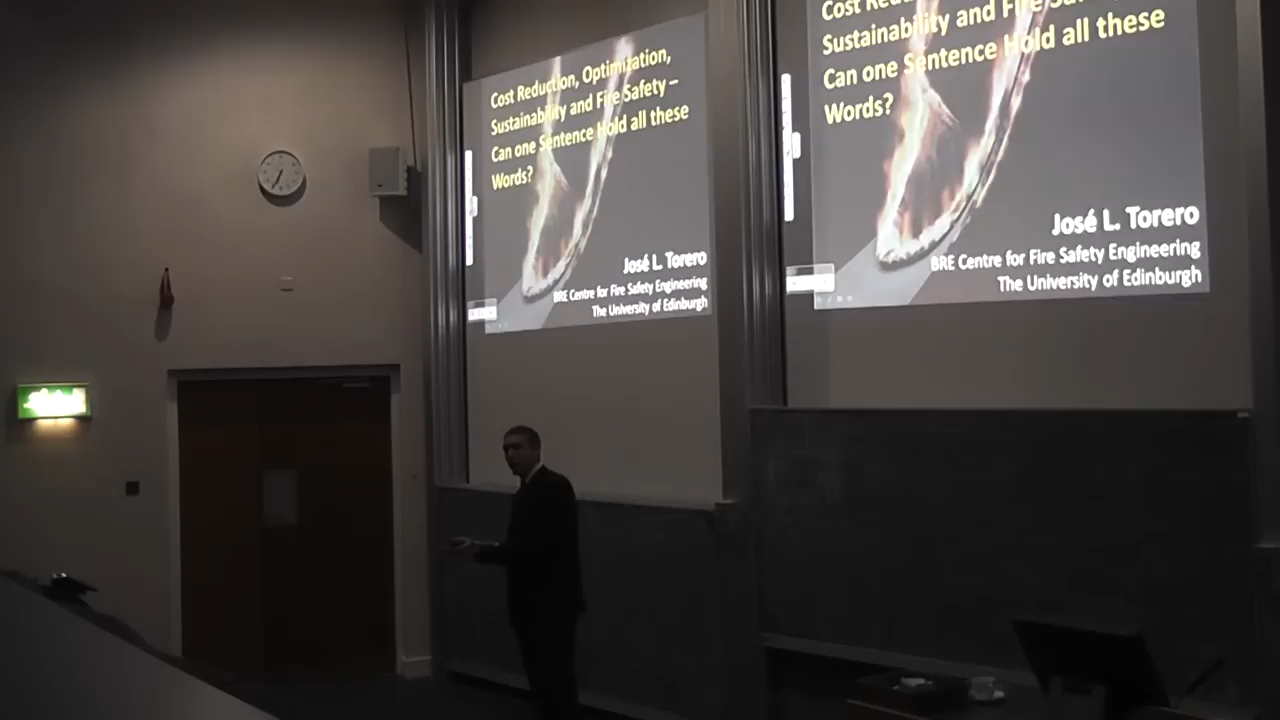 Cost Reduction, Optimization,
Sustainability and Fire Safety –
Can one Sentence Hold all these
Words?
José L. Torero
BRE Centre for Fire Safety Engineering
The University of Edinburgh
Sustainability and Fire
Can one Sentence Hold all these
Words?
José L. Torero
BRE Centre for Fire Safety Engineering
The University of Edinburgh